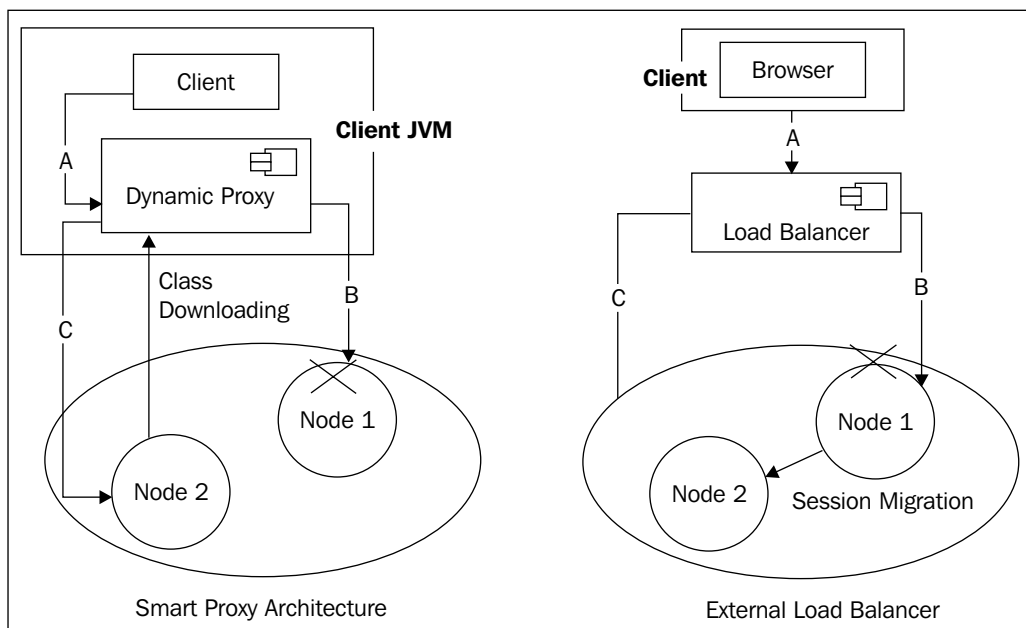 Client
Client JVM
A
Dynamic Proxy
Class
Downloading
B
C
Node 1
Node 2
Smart Proxy Architecture
Browser
Client
A
Load Balancer
C
B
Node 1
Node 2
Session Migration
External Load Balancer